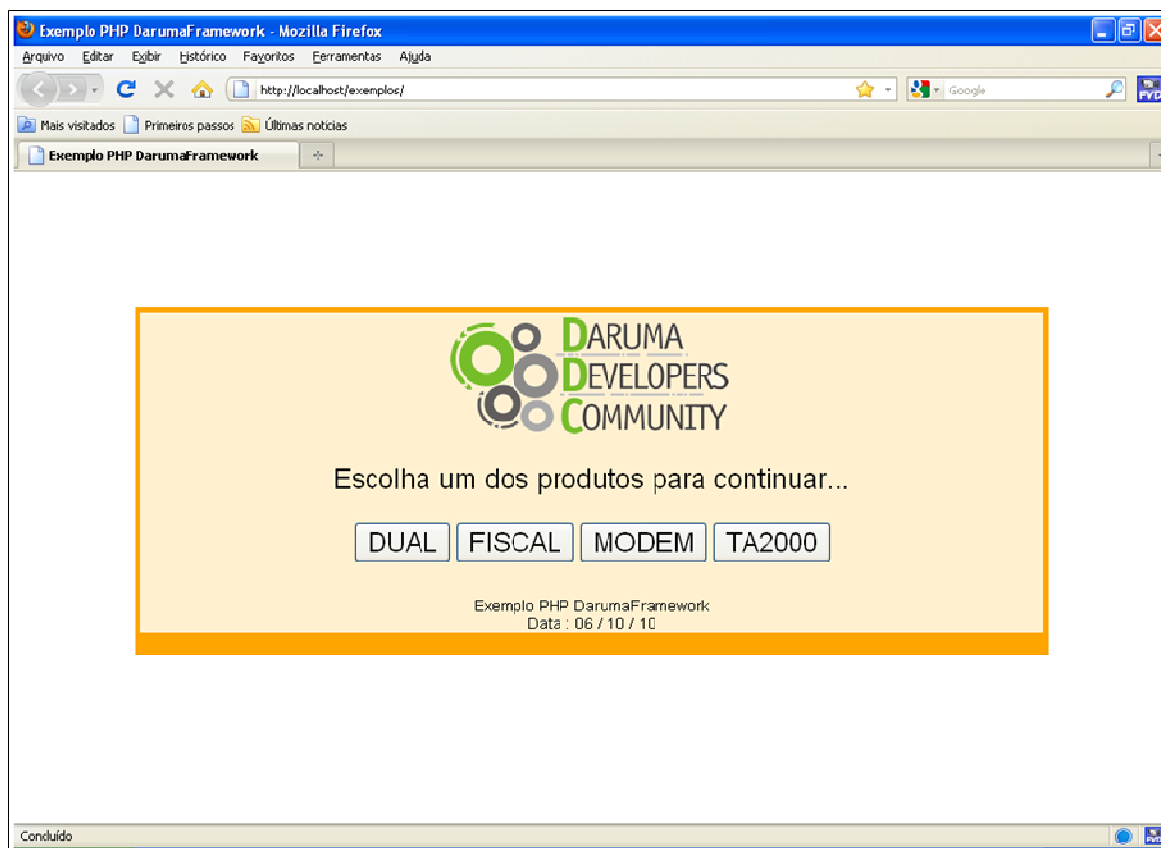 Exemplo PHP DarumaFramework - Mozilla Firefox
Arquivo Editar Exibir Histórico Favoritos Ferramentas Ajuda
http://localhost/exemplos/
Google
Mais visitados Primeiros passos Últimas notícias
Exemplo PHP DarumaFramework
DARUMA
DEVELOPERS
COMMUNITY
Escolha um dos produtos para continuar...
DUAL FISCAL MODEM TA2000
Exemplo PHP DarumaFramework
Data : 06 / 10 / 10
Concluído